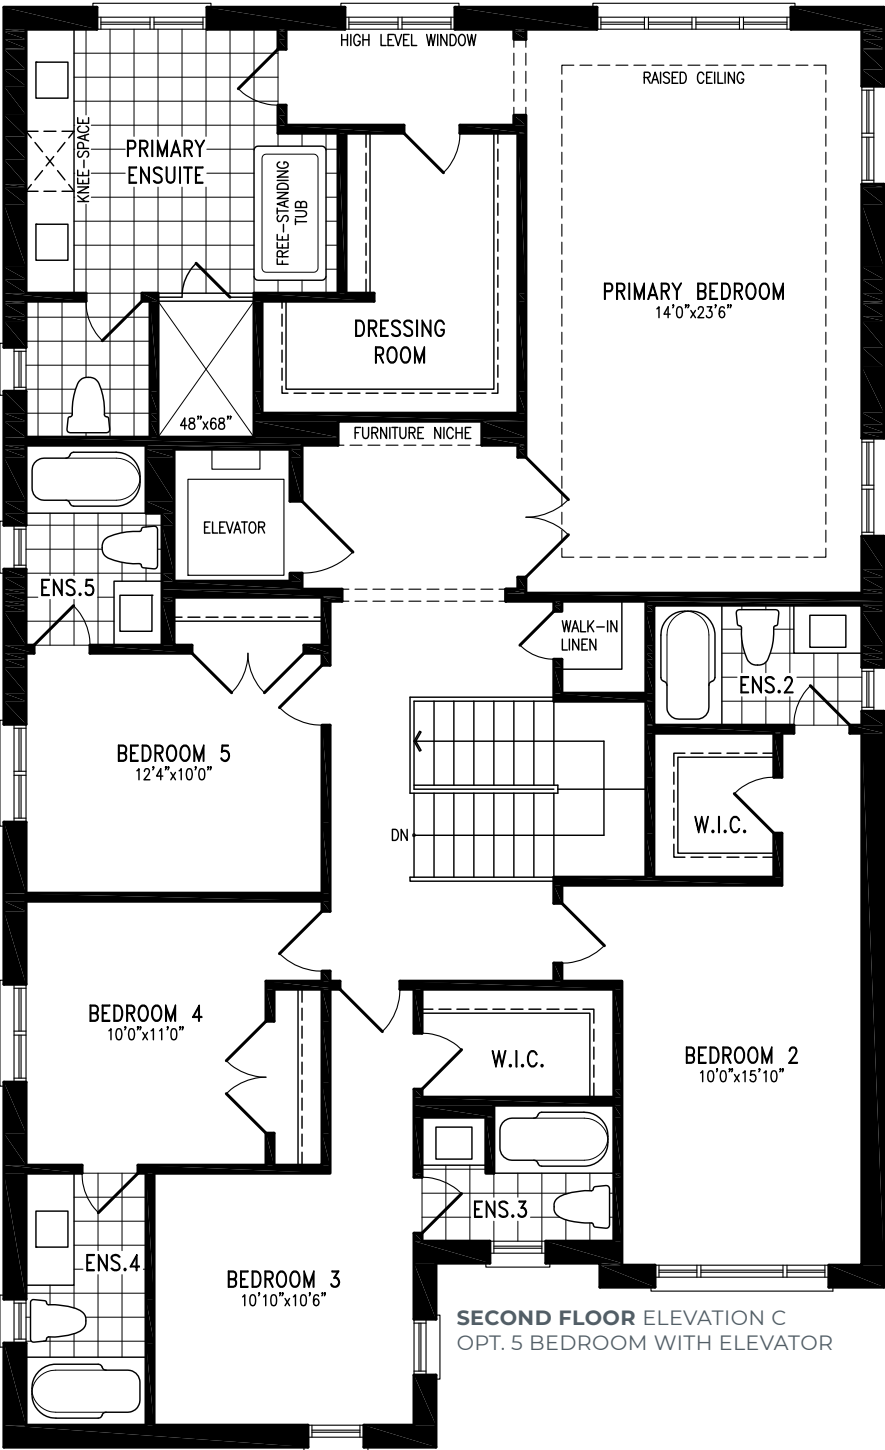 HIGH LEVEL WINDOW
RAISED CEILING
KNEE-SPACE
PRIMARY
ENSUITE
FREE-STANDING
TUB
PRIMARY BEDROOM
14'0"x23'6"
DRESSING
ROOM
48"x68"
FURNITURE NICHE
ELEVATOR
ENS.5
WALK-IN
LINEN
ENS.2
BEDROOM 5
12'4"x10'0"
W.I.C.
DN
BEDROOM 4
10'0"x11'0"
W.I.C.
BEDROOM 2
10'0"x15'10"
ENS.3
ENS.4
BEDROOM 3
10'10"x10'6"
SECOND FLOOR ELEVATION C
OPT. 5 BEDROOM WITH ELEVATOR